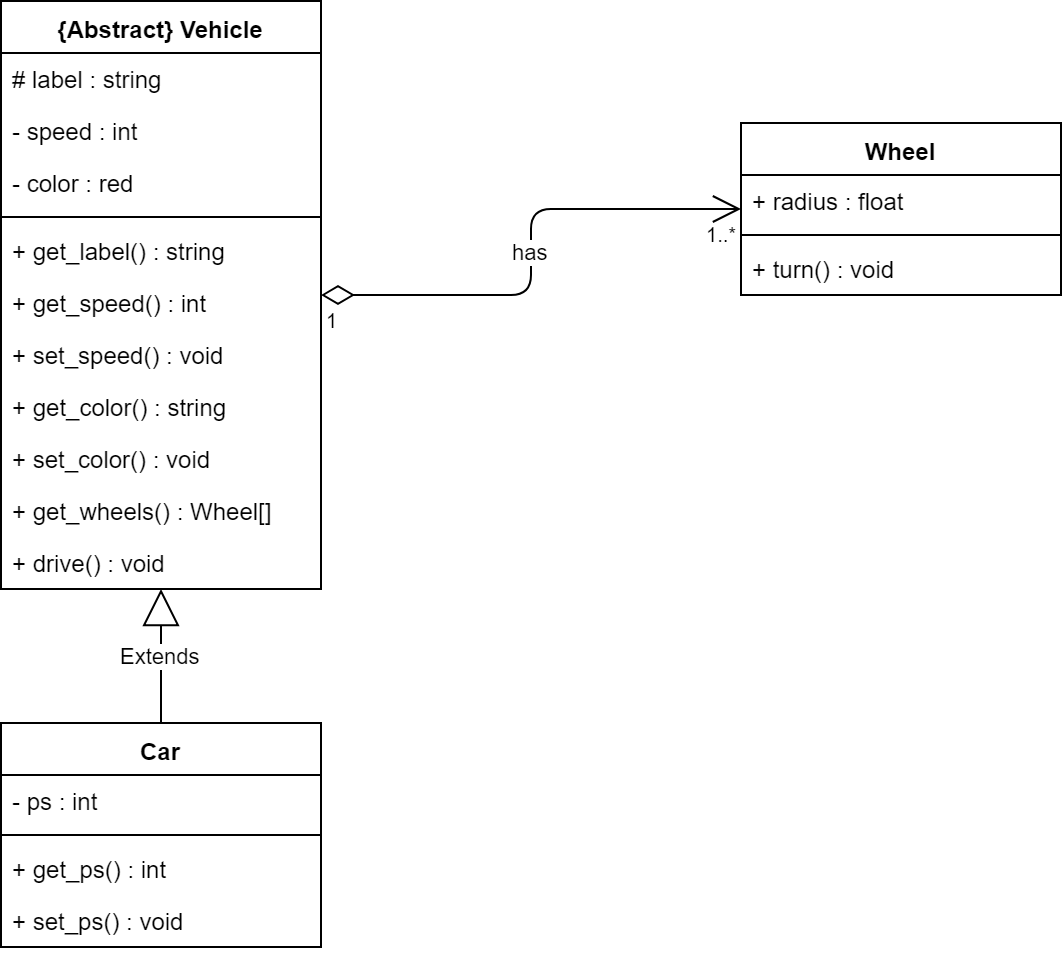 {Abstract} Vehicle
# label : string
- speed : int
- color : red
+ get_label() : string
+ get_speed() : int
+ set_speed() : void
+ get_color() : string
+ set_color() : void
+ get_wheels() : Wheel[]
+ drive() : void
1
has
1..*
Wheel
+ radius : float
+ turn() : void
Extends
Car
- ps : int
+ get_ps() : int
+ set_ps() : void